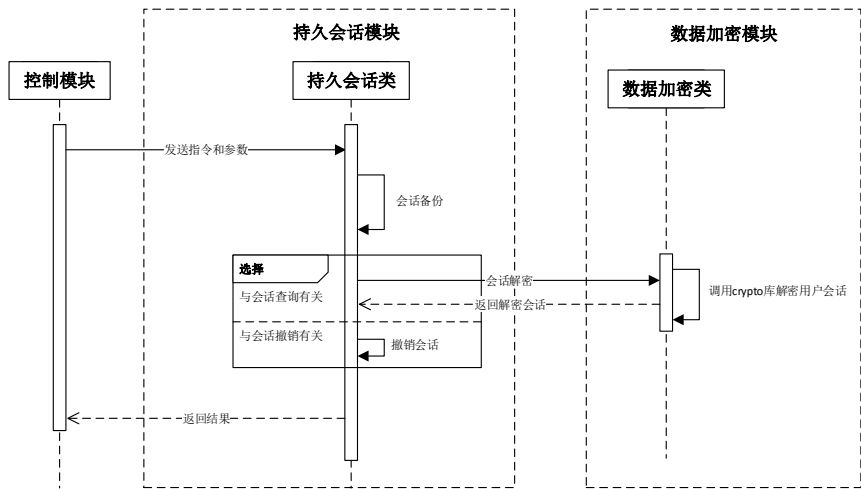 持久会话模块
数据加密模块
控制模块
持久会话类
数据加密类
发送指令和参数
会话备份
选择
会话解密
与会话查询有关
调用crypto库解密用户会话
返回解密会话
与会话撤销有关
撤销会话
返回结果